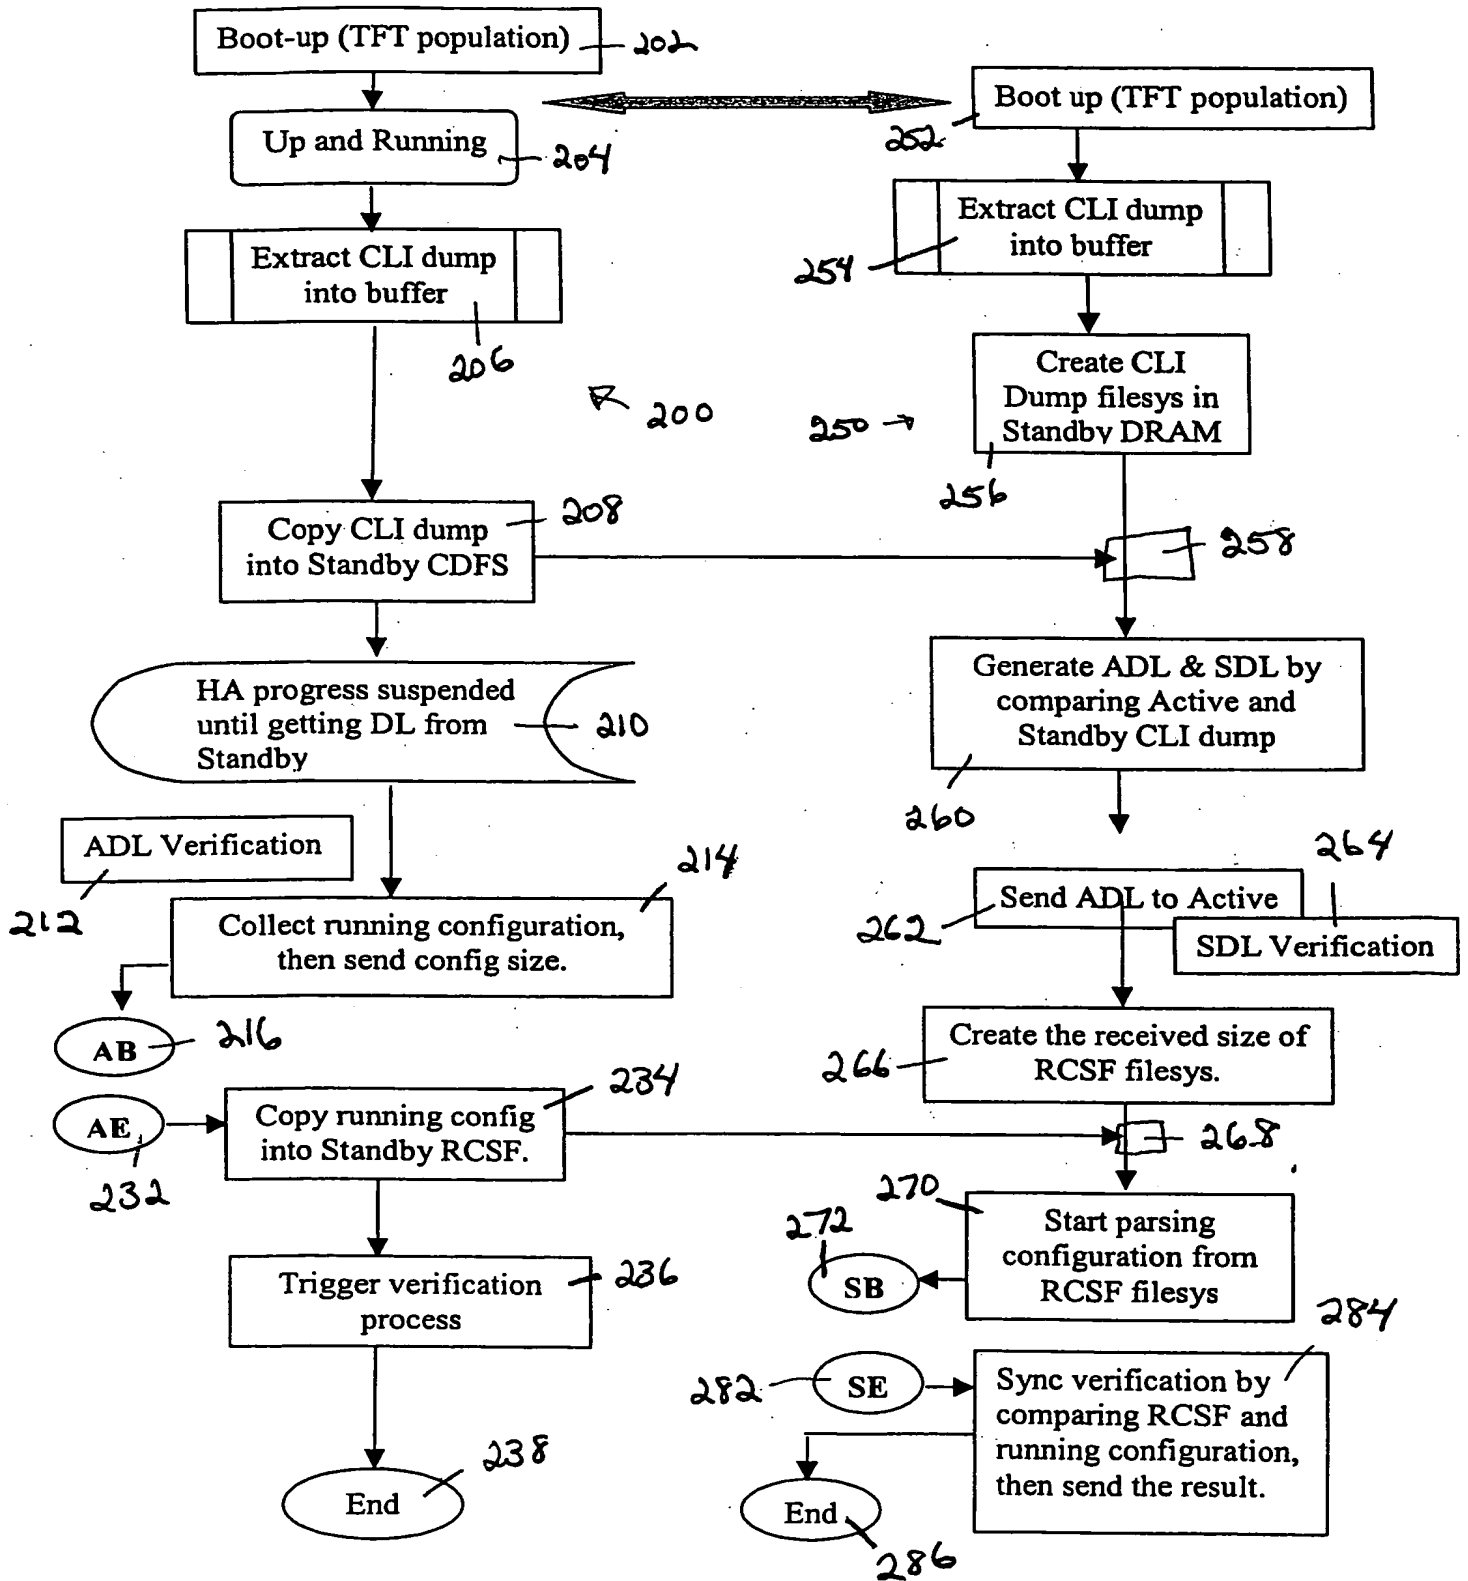 Boot-up (TFT population)
202
Boot up (TFT population)
252
Up and Running
204
Extract CLI dump
into buffer
254
Extract CLI dump
into buffer
206
Create CLI
Dump filesys in
Standby DRAM
256
200
250
Copy CLI dump
into Standby CDFS
208
258
HA progress suspended
until getting DL from
Standby
210
Generate ADL & SDL by
comparing Active and
Standby CLI dump
260
ADL Verification
212
214
Collect running configuration,
then send config size.
264
Send ADL to Active
262
SDL Verification
AB
216
Create the received size of
RCSF filesys.
266
AE
232
234
Copy running config
into Standby RCSF.
268
270
Start parsing
configuration from
RCSF filesys
272
SB
Trigger verification
process
236
284
282
SE
Sync verification by
comparing RCSF and
running configuration,
then send the result.
238
End
End
286